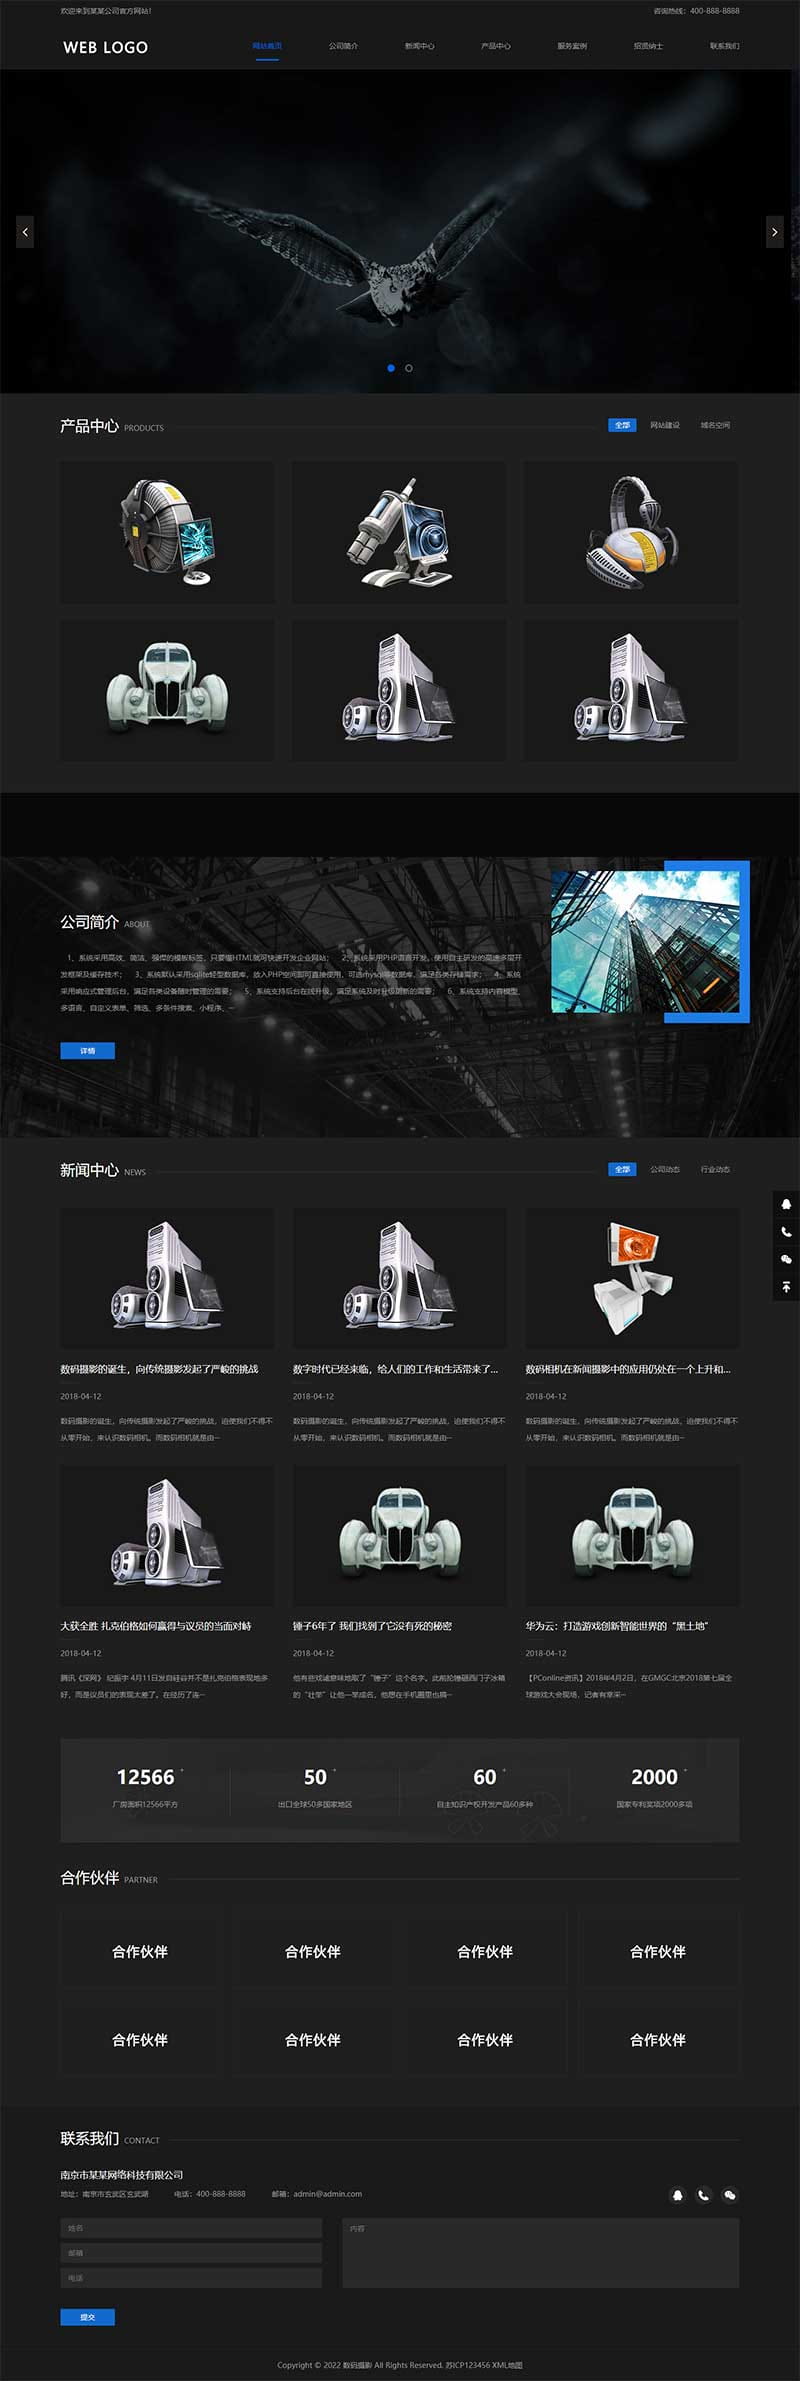 欢迎来到某某公司官方网站！
咨询热线：400-888-8888
WEB LOGO
网站首页 公司简介 新闻中心 产品中心 服务案例 招贤纳士 联系我们
产品中心 PRODUCTS
全部 网站建设 域名空间
公司简介 ABOUT
1、系统采用高效、简洁、强悍的模板标签，只要懂HTML就可快速开发企业网站； 2、系统采用PHP语言开发，使用自主研发的高速多层开
发框架及缓存技术； 3、系统默认采用sqlite轻型数据库，放入PHP空间即可直接使用，可选mysql等数据库，满足各类存储需求； 4、系统
采用响应式管理后台，满足各类设备随时管理的需要； 5、系统支持后台在线升级，满足系统及时升级更新的需要； 6、系统支持内容模型、
多语言、自定义表单、筛选、多条件搜索、小程序、···
详情
新闻中心 NEWS
全部 公司动态 行业动态
数码摄影的诞生，向传统摄影发起了严峻的挑战
2018-04-12
数码摄影的诞生，向传统摄影发起了严峻的挑战，迫使我们不得不
从零开始，来认识数码相机。而数码相机就是由···
数字时代已经来临，给人们的工作和生活带来了...
2018-04-12
数码摄影的诞生，向传统摄影发起了严峻的挑战，迫使我们不得不
从零开始，来认识数码相机。而数码相机就是由···
数码相机在新闻摄影中的应用仍处在一个上升和...
2018-04-12
数码摄影的诞生，向传统摄影发起了严峻的挑战，迫使我们不得不
从零开始，来认识数码相机。而数码相机就是由···
大获全胜 扎克伯格如何赢得与议员的当面对峙
2018-04-12
腾讯《深网》 纪振宇 4月11日发自硅谷并不是扎克伯格表现地多
好，而是议员们的表现太差了。在经历了连···
锤子6年了 我们找到了它没有死的秘密
2018-04-12
他有些戏谑意味地取了“锤子”这个名字。此前抡锤砸西门子冰箱
的“壮举”让他一举成名，他想在手机圈里也搞···
华为云：打造游戏创新智能世界的“黑土地”
2018-04-12
【PConline资讯】2018年4月2日，在GMGC北京2018第七届全
球游戏大会现场，记者有幸采···
12566 +
厂房面积12566平方
50 +
出口全球50多国家地区
60 +
自主知识产权开发产品60多种
2000 +
国家专利奖项2000多项
合作伙伴 PARTNER
合作伙伴 合作伙伴 合作伙伴 合作伙伴
合作伙伴 合作伙伴 合作伙伴 合作伙伴
联系我们 CONTACT
南京市某某网络科技有限公司
地址：南京市玄武区玄武湖 电话：400-888-8888 邮箱：admin@admin.com
姓名
邮箱
电话
内容
提交
Copyright © 2022 数码摄影 All Rights Reserved. 苏ICP123456 XML地图